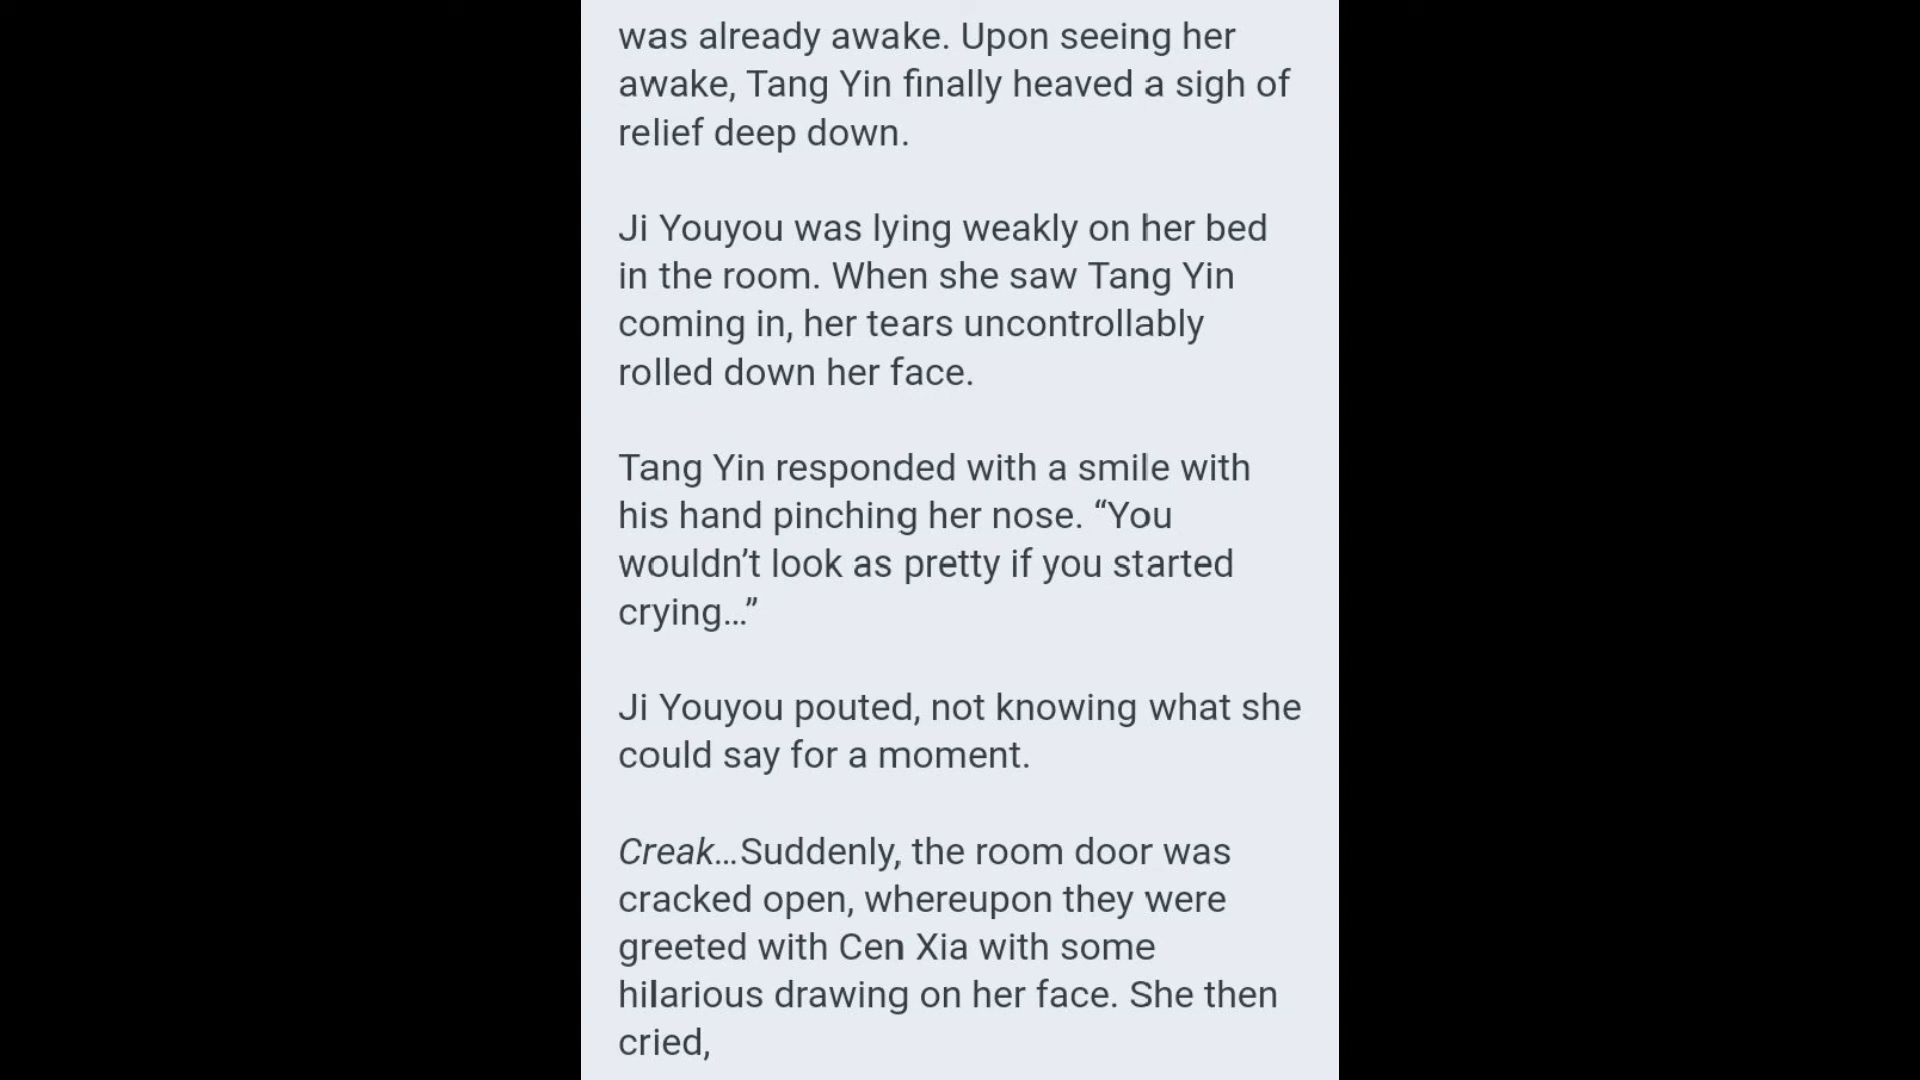 was already awake. Upon seeing her
awake, Tang Yin finally heaved a sigh of
relief deep down.
Ji Youyou was lying weakly on her bed
in the room. When she saw Tang Yin
coming in, her tears uncontrollably
rolled down her face.
Tang Yin responded with a smile with
his hand pinching her nose. “You
wouldn’t look as pretty if you started
crying…”
Ji Youyou pouted, not knowing what she
could say for a moment.
Creak…Suddenly, the room door was
cracked open, whereupon they were
greeted with Cen Xia with some
hilarious drawing on her face. She then
cried,